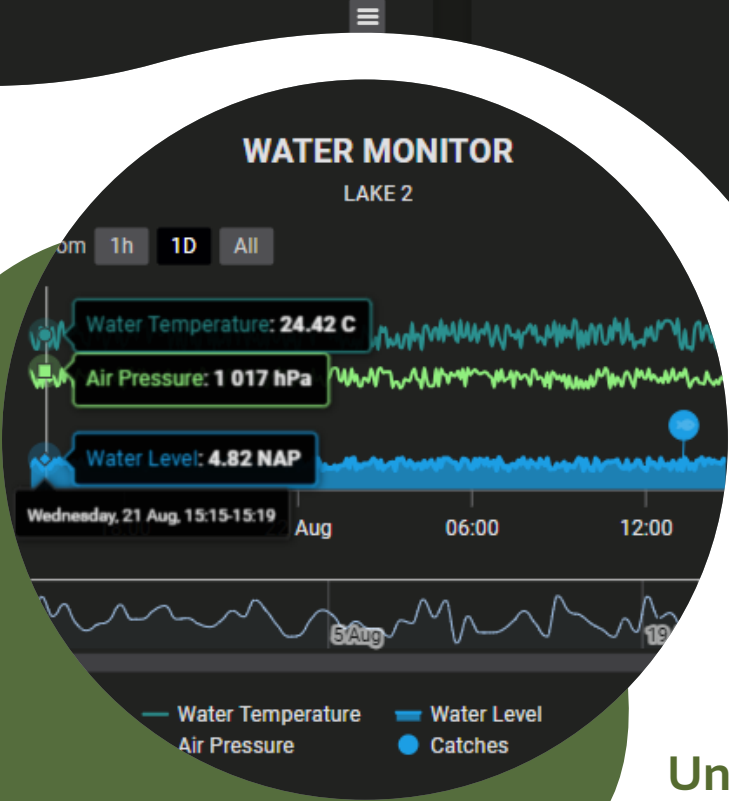 WATER MONITOR
LAKE 2
om 1h 1D All
Water Temperature: 24.42 C
Air Pressure: 1 017 hPa
Water Level: 4.82 NAP
Wednesday, 21 Aug, 15:15-15:19
Aug 06:00 12:00
5 Aug 19
Water Temperature Water Level
Air Pressure Catches
Un